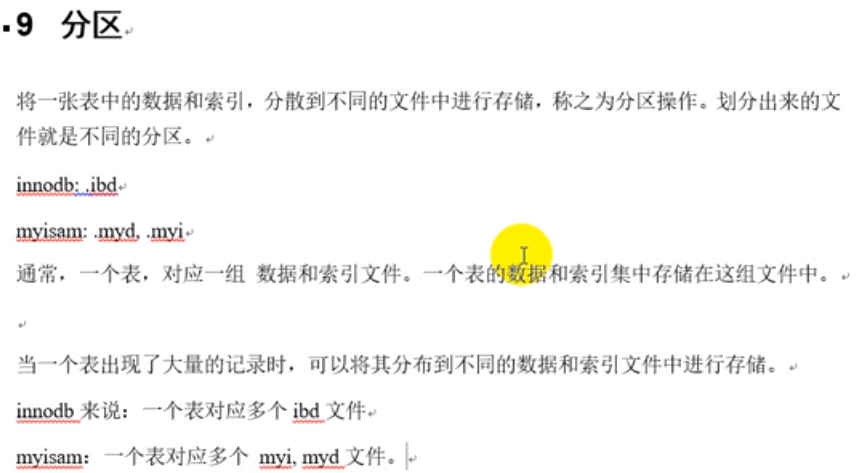 9 分区
将一张表中的数据和索引，分散到不同的文件中进行存储，称之为分区操作。划分出来的文
件就是不同的分区。
innodb: .ibd
myisam: .myd, .myi
通常，一个表，对应一组 数据和索引文件。一个表的数据和索引集中存储在这组文件中。
当一个表出现了大量的记录时，可以将其分布到不同的数据和索引文件中进行存储。
innodb 来说：一个表对应多个 ibd 文件
myisam：一个表对应多个 myi, myd 文件。